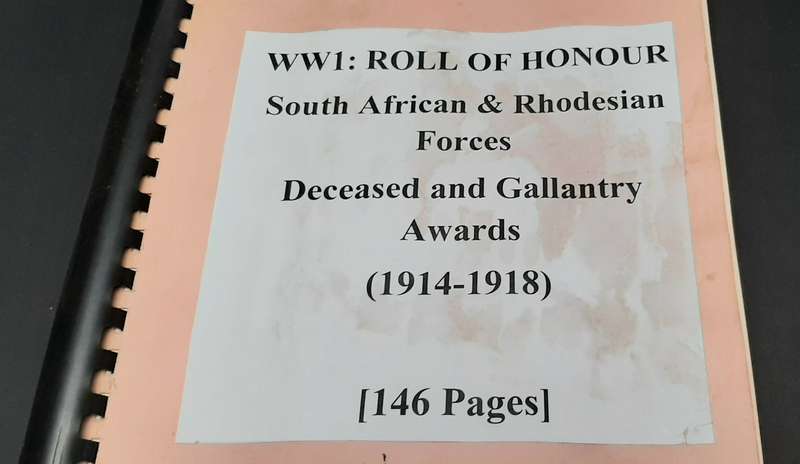 WW1: ROLL OF HONOUR
South African & Rhodesian
Forces
Deceased and Gallantry
Awards
(1914-1918)
[146 Pages]